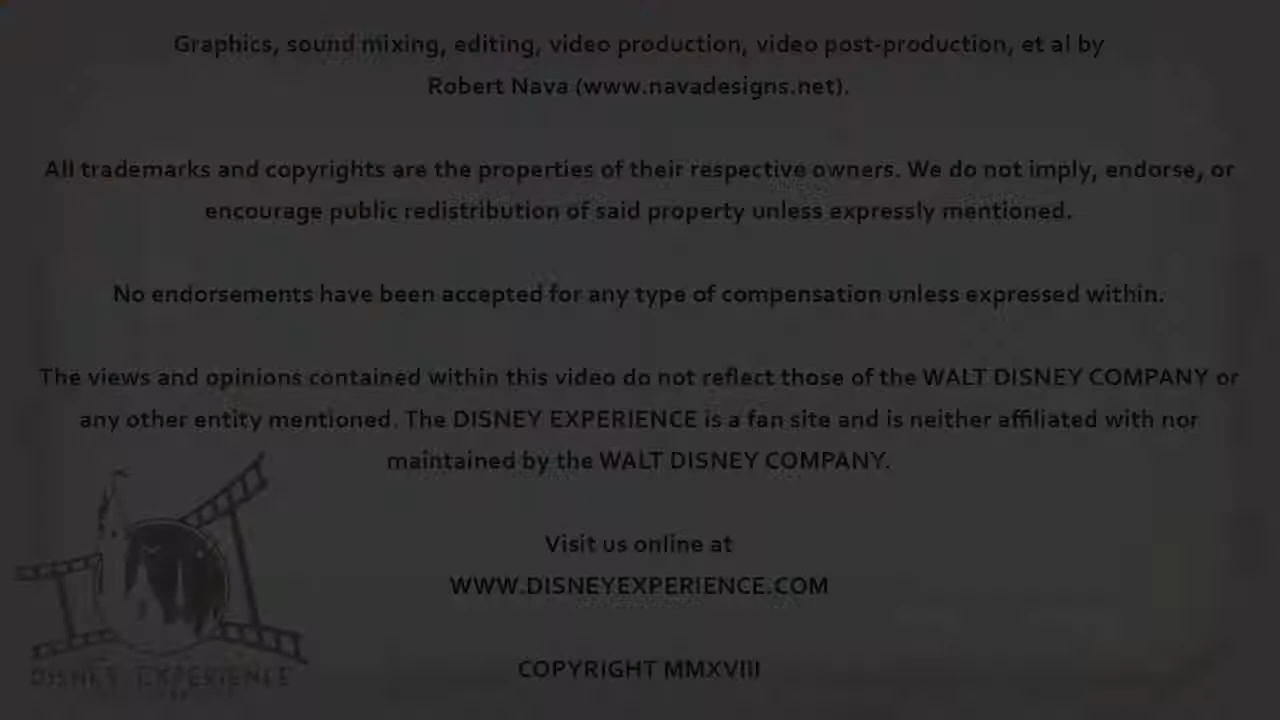 Graphics, sound mixing, editing, video production, video post-production, et al by
Robert Nava (www.navadesigns.net).
All trademarks and copyrights are the properties of their respective owners. We do not imply, endorse, or
encourage public redistribution of said property unless expressly mentioned.
No endorsements have been accepted for any type of compensation unless expressed within.
The views and opinions contained within this video do not reflect those of the WALT DISNEY COMPANY or
any other entity mentioned. The DISNEY EXPERIENCE is a fan site and is neither affiliated with nor
maintained by the WALT DISNEY COMPANY.
Visit us online at
WWW.DISNEYEXPERIENCE.COM
COPYRIGHT MMXVIII
DISNEY EXPERIENCE